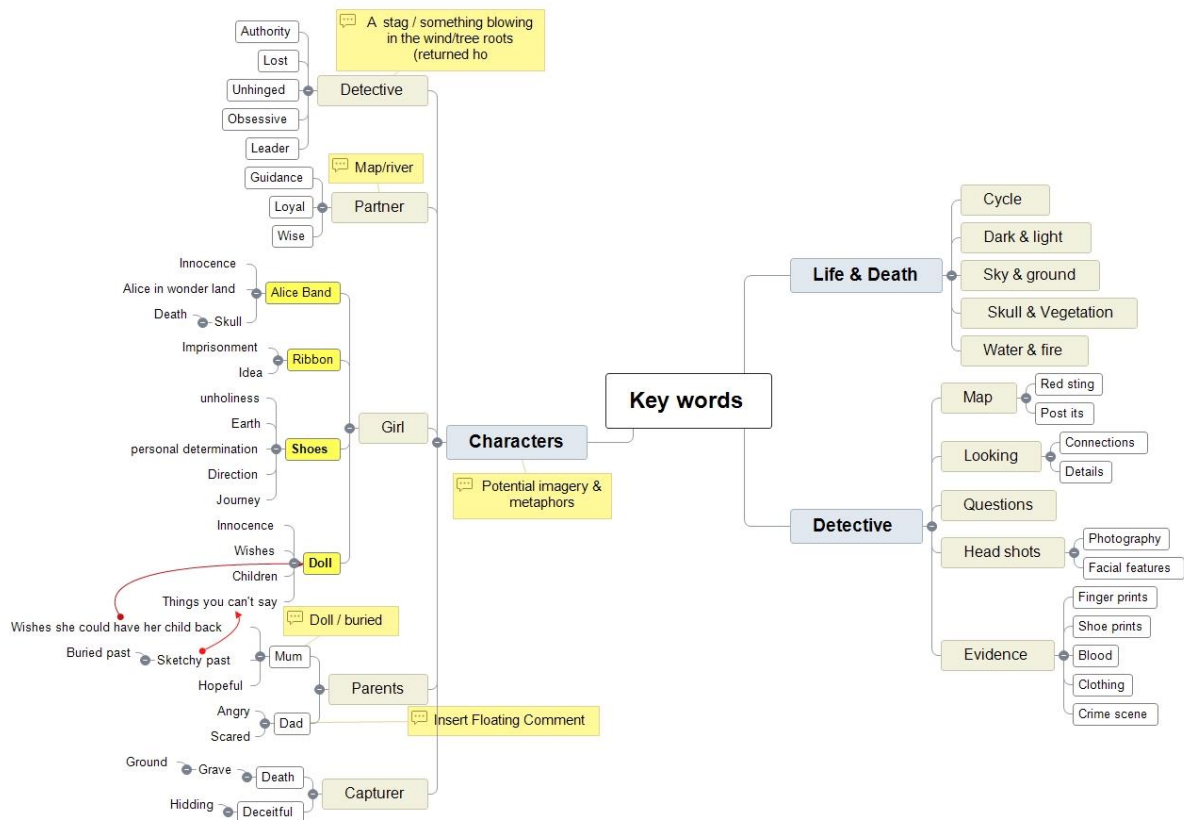 A stag / something blowing
in the wind/tree roots
(returned ho
Authority
Lost
Unhinged
Obsessive
Leader
Detective
Map/river
Guidance
Loyal
Wise
Partner
Innocence
Alice in wonder land
Death
Skull
Alice Band
Imprisonment
Idea
Ribbon
unholiness
Earth
personal determination
Direction
Journey
Shoes
Girl
Innocence
Wishes
Children
Things you can't say
Doll
Doll / buried
Wishes she could have her child back
Buried past
Sketchy past
Hopeful
Mum
Angry
Scared
Dad
Parents
Insert Floating Comment
Ground
Grave
Death
Hidding
Deceitful
Capturer
Characters
Potential imagery &
metaphors
Key words
Life & Death
Cycle
Dark & light
Sky & ground
Skull & Vegetation
Water & fire
Detective
Map
Red sting
Post its
Looking
Connections
Details
Questions
Head shots
Photography
Facial features
Evidence
Finger prints
Shoe prints
Blood
Clothing
Crime scene